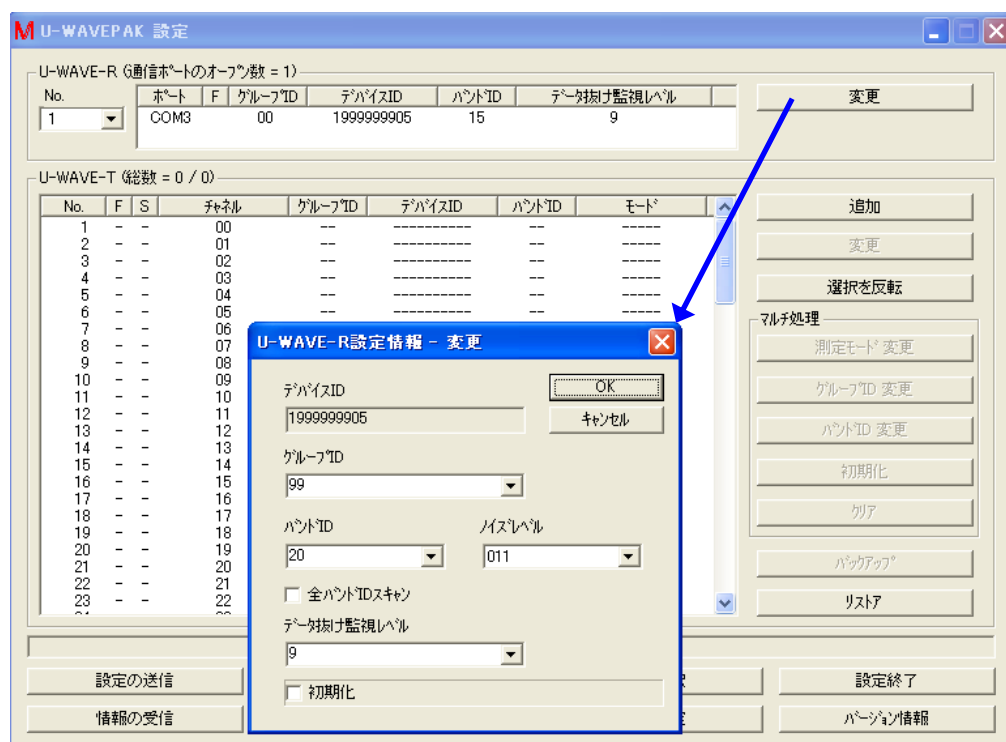 U-WAVEPAK 設定
U-WAVE-R (通信ﾎﾟｰﾄのｵｰﾌﾟﾝ数 = 1)
No. ﾎﾟｰﾄ F ｸﾞﾙｰﾌﾟID ﾃﾞﾊﾞｲｽID ﾊﾞﾝﾄﾞID ﾃﾞｰﾀ抜け監視ﾚﾍﾞﾙ 変更
1 COM3 00 1999999905 15 9
U-WAVE-T (総数 = 0 / 0)
No. F S ﾁｬﾈﾙ ｸﾞﾙｰﾌﾟID ﾃﾞﾊﾞｲｽID ﾊﾞﾝﾄﾞID ﾓｰﾄﾞ
1 - - 00 -- ---------- -- -----
2 - - 01 -- ---------- -- -----
3 - - 02 -- ---------- -- -----
4 - - 03 -- ---------- -- -----
5 - - 04 -- ---------- -- -----
6 - - 05 -- ---------- -- -----
7 - - 06
8 - - 07
9 - - 08
10 - - 09
11 - - 10
12 - - 11
13 - - 12
14 - - 13
15 - - 14
16 - - 15
17 - - 16
18 - - 17
19 - - 18
20 - - 19
21 - - 20
22 - - 21
23 - - 22
追加
変更
選択を反転
ﾏﾙﾁ処理
測定ﾓｰﾄﾞ 変更
ｸﾞﾙｰﾌﾟID 変更
ﾊﾞﾝﾄﾞID 変更
初期化
ｸﾘｱ
ﾊﾞｯｸｱｯﾌﾟ
ﾘｽﾄｱ
U-WAVE-R設定情報 - 変更
ﾃﾞﾊﾞｲｽID
1999999905
OK
ｷｬﾝｾﾙ
ｸﾞﾙｰﾌﾟID
99
ﾊﾞﾝﾄﾞID ﾉｲｽﾞﾚﾍﾞﾙ
20 011
全ﾊﾞﾝﾄﾞIDｽｷｬﾝ
ﾃﾞｰﾀ抜け監視ﾚﾍﾞﾙ
9
初期化
設定の送信 設定終了
情報の受信 ﾊﾞｰｼﾞｮﾝ情報